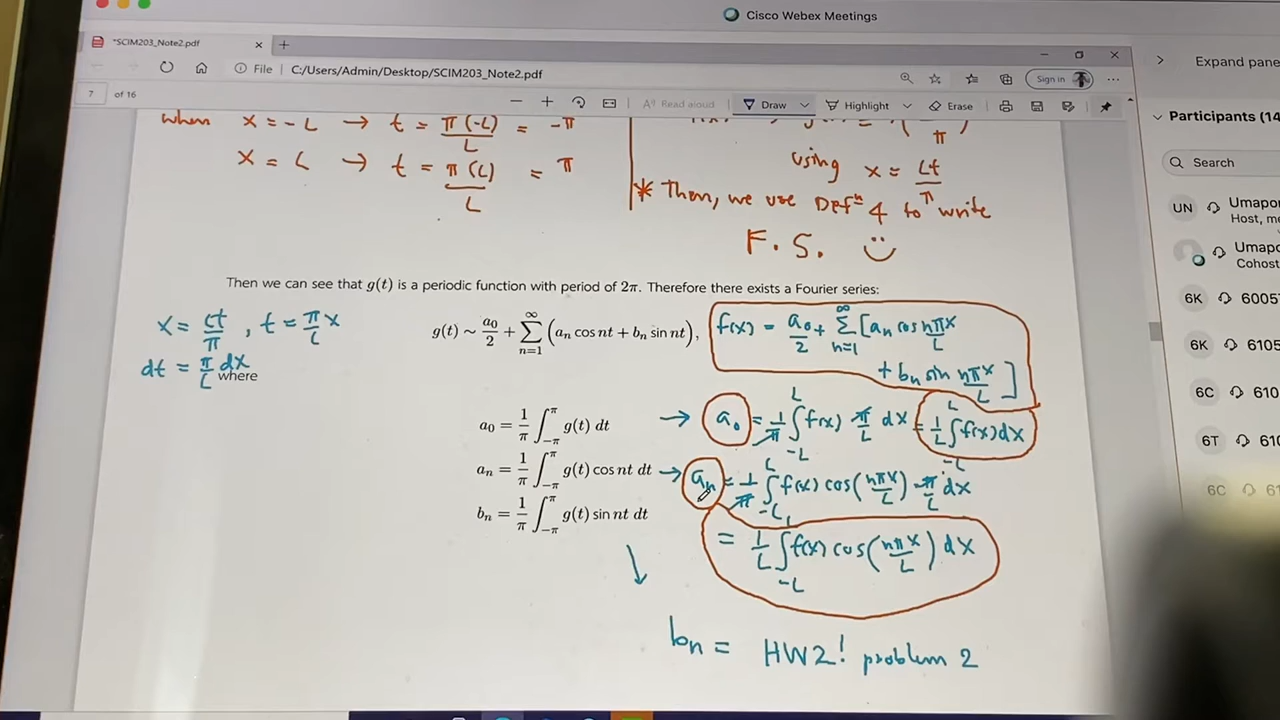 Cisco Webex Meetings
*SCIM203_Note2.pdf
File C:/Users/Admin/Desktop/SCIM203_Note2.pdf
Sign in
7 of 16
Read aloud Draw Highlight Erase
Expand pane
Participants (14
Search
UN Umapo
Host, me
Umapo
Cohost
6K 60057
6K 6105
6C 610
6T 610
6C 6
when x = -L → t = π(-L)/L = -π
x = L → t = π(L)/L = π
using x = Lt/π
* Then, we use Defⁿ 4 to write
F.S.
Then we can see that g(t) is a periodic function with period of 2π. Therefore there exists a Fourier series:
x = Lt/π , t = π/L x
dt = π/L dx
g(t) ~ a₀/2 + ∑_{n=1}^{∞} (aₙ cos nt + bₙ sin nt),
f(x) = a₀/2 + ∑_{n=1}^{∞} [aₙ cos nπx/L
+ bₙ sin nπx/L]
where
a₀ = 1/π ∫_{-π}^{π} g(t) dt
→ a₀ = 1/π ∫_{-L}^{L} f(x) π/L dx = 1/L ∫_{-L}^{L} f(x)dx
aₙ = 1/π ∫_{-π}^{π} g(t) cos nt dt
→ aₙ = 1/π ∫_{-L}^{L} f(x) cos(nπx/L) · π/L dx
bₙ = 1/π ∫_{-π}^{π} g(t) sin nt dt
= 1/L ∫_{-L}^{L} f(x) cos(nπx/L) dx
bₙ = HW2! problem 2